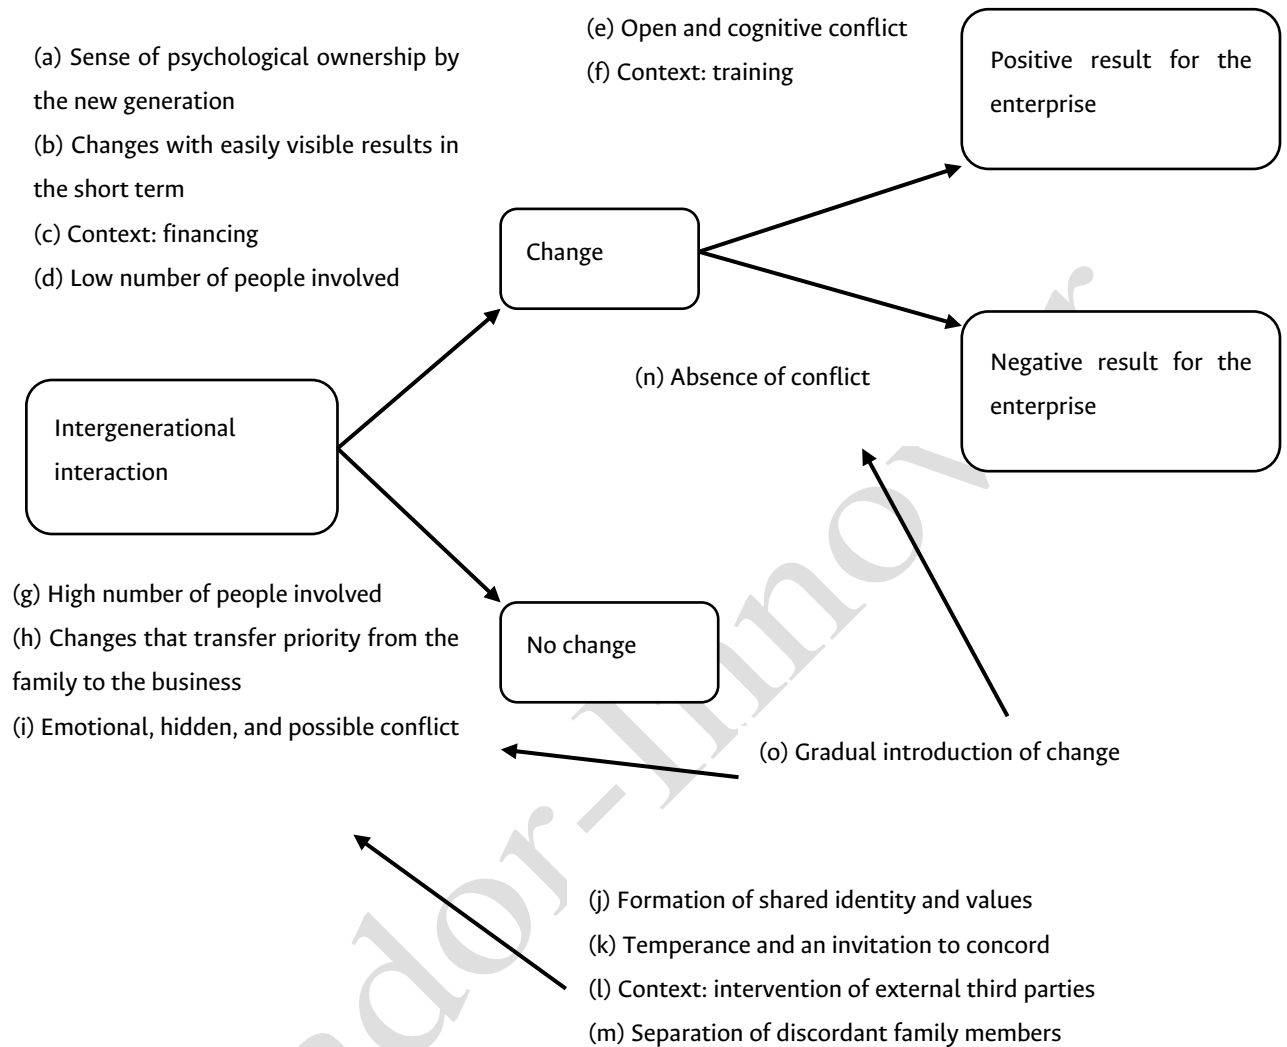 (a) Sense of psychological ownership by
the new generation
(b) Changes with easily visible results in
the short term
(c) Context: financing
(d) Low number of people involved
(e) Open and cognitive conflict
(f) Context: training
Positive result for the
enterprise
Change
(n) Absence of conflict
Negative result for the
enterprise
Intergenerational
interaction
(g) High number of people involved
(h) Changes that transfer priority from the
family to the business
(i) Emotional, hidden, and possible conflict
No change
(o) Gradual introduction of change
(j) Formation of shared identity and values
(k) Temperance and an invitation to concord
(l) Context: intervention of external third parties
(m) Separation of discordant family members